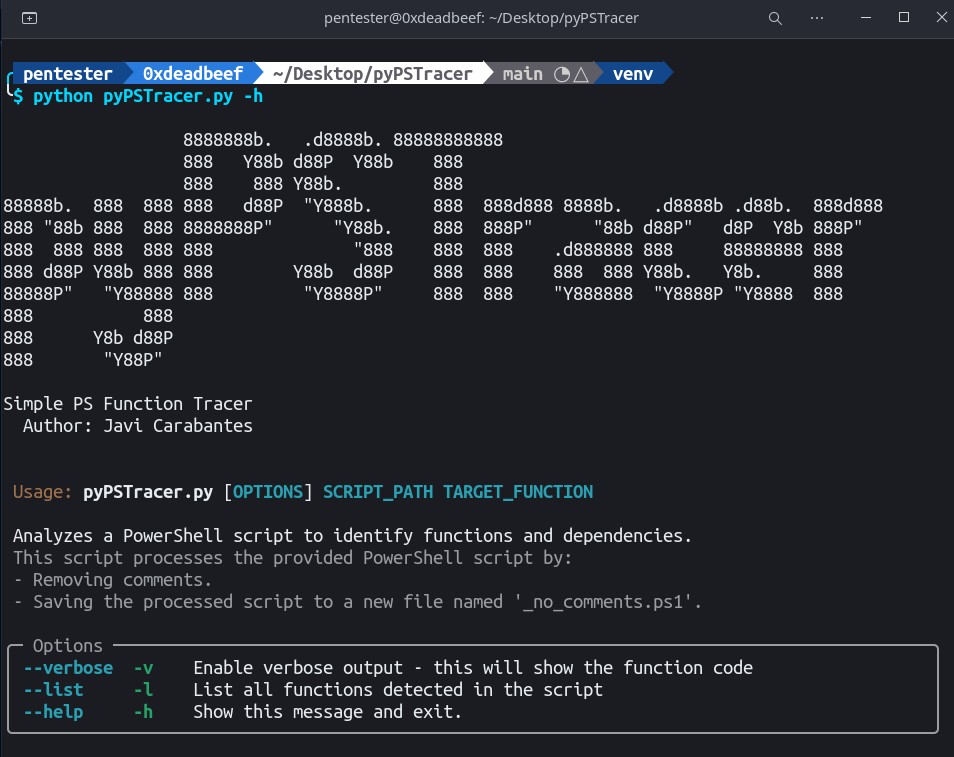 pentester@0xdeadbeef: ~/Desktop/pyPSTracer
pentester 0xdeadbeef ~/Desktop/pyPSTracer main venv
$ python pyPSTracer.py -h
                  8888888b.   .d8888b. 88888888888
                  888   Y88b d88P  Y88b    888
                  888    888 Y88b.         888
88888b.  888  888 888   d88P  "Y888b.      888  888d888 8888b.   .d8888b .d88b.  888d888
888 "88b 888  888 8888888P"      "Y88b.    888  888P"      "88b d88P"   d8P  Y8b 888P"
888  888 888  888 888              "888    888  888    .d888888 888     88888888 888
888 d88P Y88b 888 888        Y88b  d88P    888  888    888  888 Y88b.   Y8b.     888
88888P"   "Y88888 888         "Y8888P"     888  888    "Y888888  "Y8888P "Y8888  888
888           888
888      Y8b d88P
888       "Y88P"
Simple PS Function Tracer
Author: Javi Carabantes
Usage: pyPSTracer.py [OPTIONS] SCRIPT_PATH TARGET_FUNCTION
Analyzes a PowerShell script to identify functions and dependencies.
This script processes the provided PowerShell script by:
- Removing comments.
- Saving the processed script to a new file named '_no_comments.ps1'.
Options
--verbose -v Enable verbose output - this will show the function code
--list -l List all functions detected in the script
--help -h Show this message and exit.